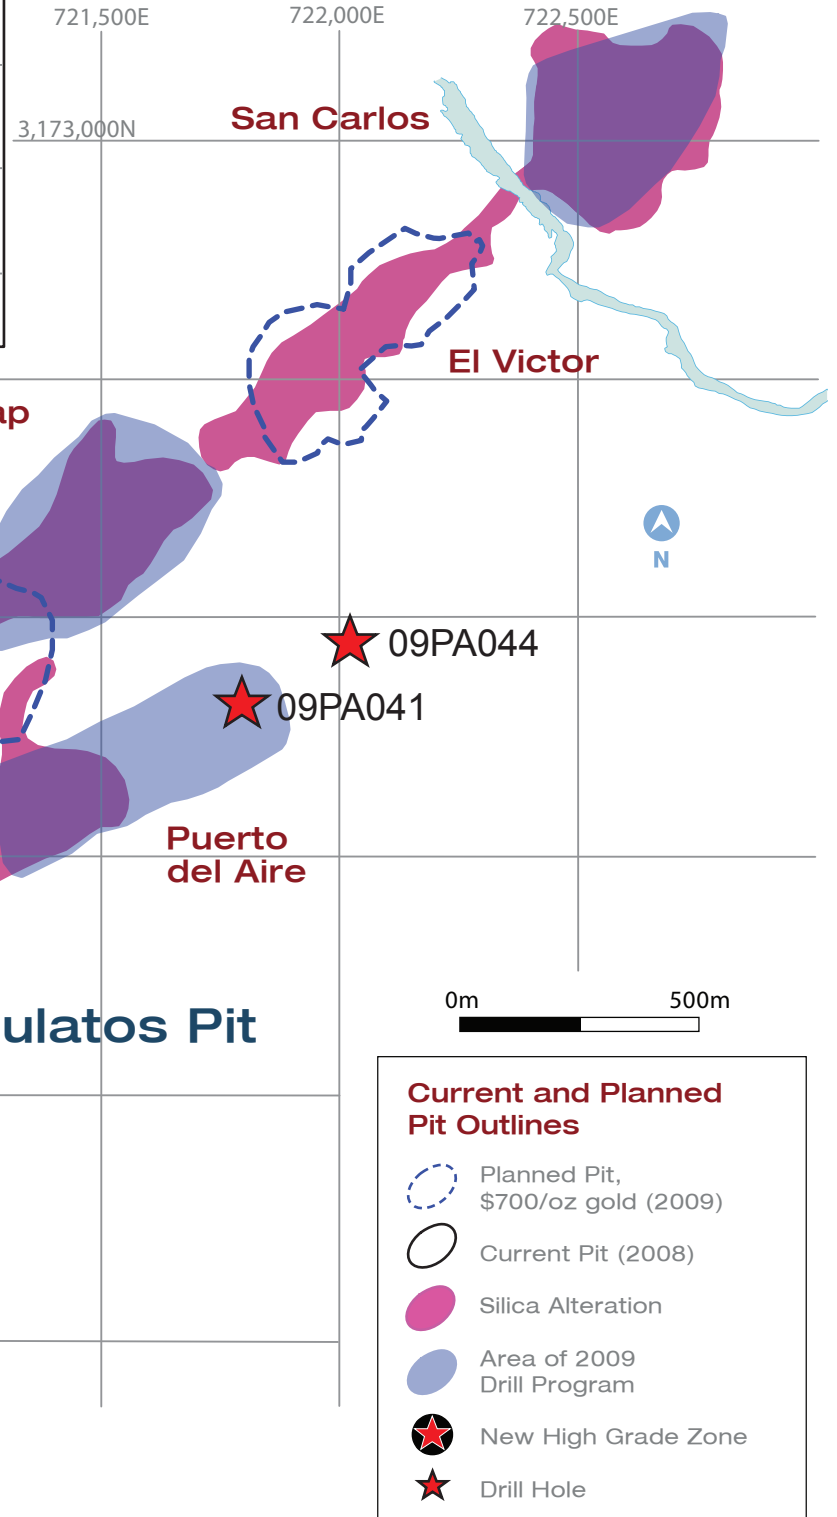 721,500E
722,000E
722,500E
San Carlos
3,173,000N
El Victor
ap
N
09PA044
09PA041
Puerto
del Aire
0m
500m
ulatos Pit
Current and Planned
Pit Outlines
Planned Pit,
$700/oz gold (2009)
Current Pit (2008)
Silica Alteration
Area of 2009
Drill Program
New High Grade Zone
Drill Hole